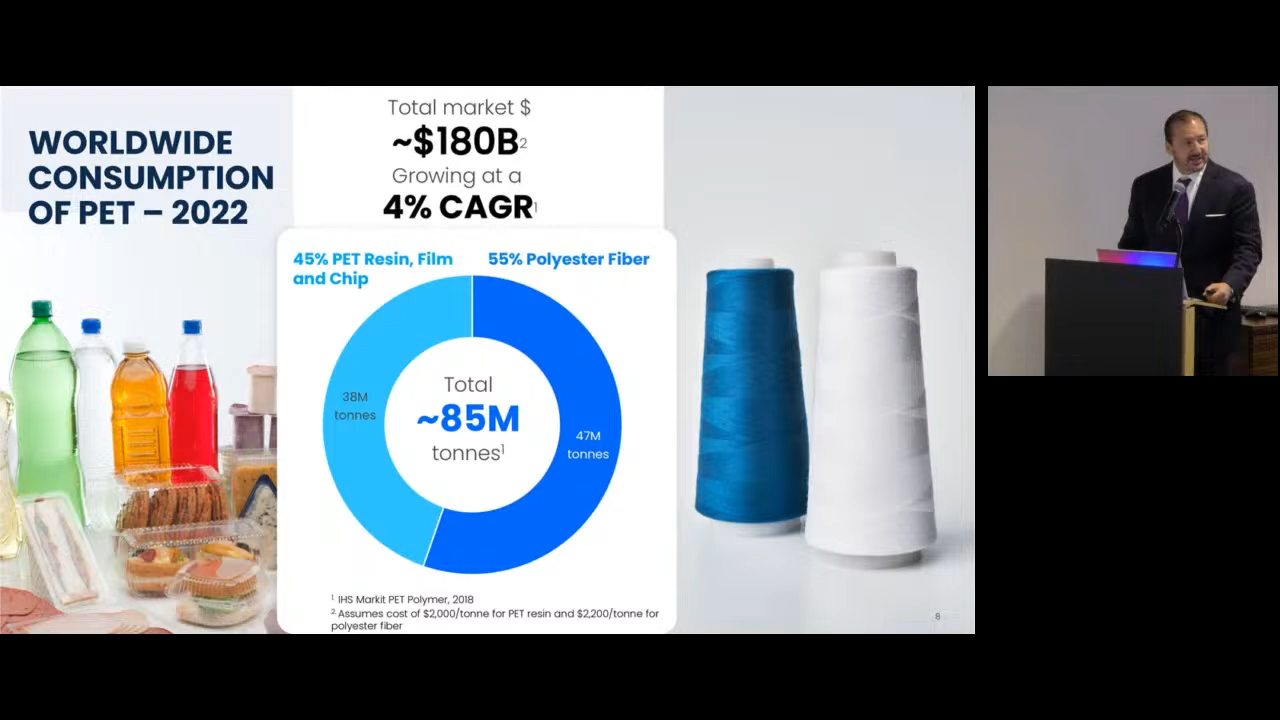 WORLDWIDE
CONSUMPTION
OF PET – 2022
Total market $
~$180B2
Growing at a
4% CAGR1
45% PET Resin, Film
and Chip
55% Polyester Fiber
38M
tonnes
Total
~85M
tonnes1
47M
tonnes
1. IHS Markit PET Polymer, 2018
2. Assumes cost of $2,000/tonne for PET resin and $2,200/tonne for
polyester fiber
8